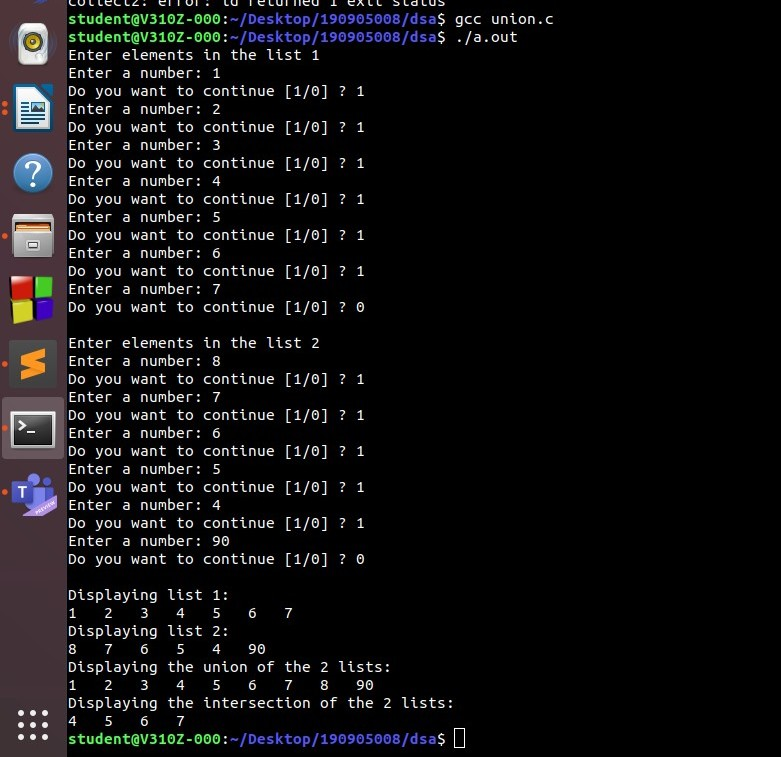 collect2: error: ld returned 1 exit status
student@V310Z-000:~/Desktop/190905008/dsa$ gcc union.c
student@V310Z-000:~/Desktop/190905008/dsa$ ./a.out
Enter elements in the list 1
Enter a number: 1
Do you want to continue [1/0] ? 1
Enter a number: 2
Do you want to continue [1/0] ? 1
Enter a number: 3
Do you want to continue [1/0] ? 1
Enter a number: 4
Do you want to continue [1/0] ? 1
Enter a number: 5
Do you want to continue [1/0] ? 1
Enter a number: 6
Do you want to continue [1/0] ? 1
Enter a number: 7
Do you want to continue [1/0] ? 0
Enter elements in the list 2
Enter a number: 8
Do you want to continue [1/0] ? 1
Enter a number: 7
Do you want to continue [1/0] ? 1
Enter a number: 6
Do you want to continue [1/0] ? 1
Enter a number: 5
Do you want to continue [1/0] ? 1
Enter a number: 4
Do you want to continue [1/0] ? 1
Enter a number: 90
Do you want to continue [1/0] ? 0
Displaying list 1:
1 2 3 4 5 6 7
Displaying list 2:
8 7 6 5 4 90
Displaying the union of the 2 lists:
1 2 3 4 5 6 7 8 90
Displaying the intersection of the 2 lists:
4 5 6 7
student@V310Z-000:~/Desktop/190905008/dsa$
?
>_
T
PREVIEW